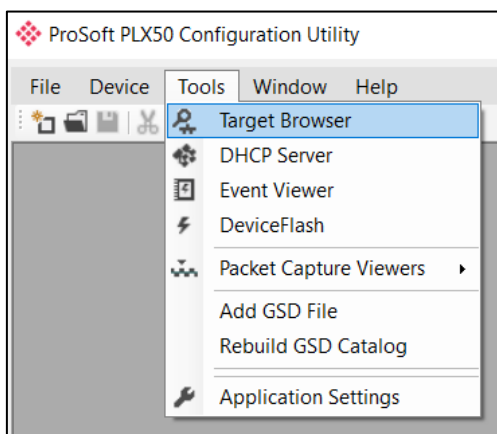 ProSoft PLX50 Configuration Utility
File Device Tools Window Help
Target Browser
DHCP Server
Event Viewer
DeviceFlash
Packet Capture Viewers
Add GSD File
Rebuild GSD Catalog
Application Settings